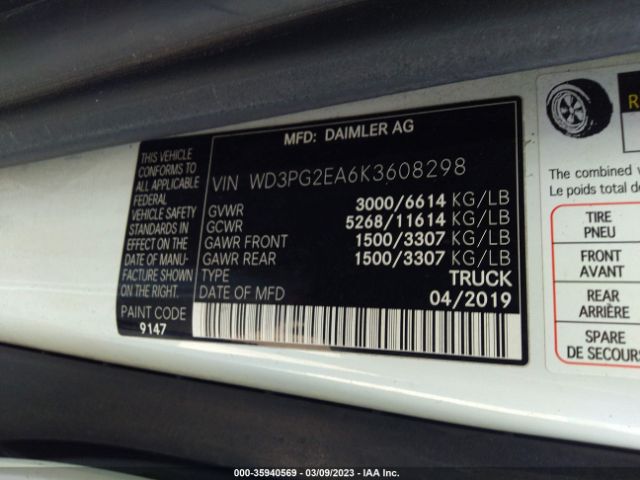 MFD: DAIMLER AG
THIS VEHICLE
CONFORMS TO
ALL APPLICABLE
FEDERAL
VEHICLE SAFETY
STANDARDS IN
EFFECT ON THE
DATE OF MANU-
FACTURE SHOWN
ON THE RIGHT.
PAINT CODE
9147
VIN WD3PG2EA6K3608298
GVWR 3000/6614 KG/LB
GCWR 5268/11614 KG/LB
GAWR FRONT 1500/3307 KG/LB
GAWR REAR 1500/3307 KG/LB
TYPE TRUCK
DATE OF MFD 04/2019
The combined w
Le poids total
TIRE
PNEU
FRONT
AVANT
REAR
ARRIÈRE
SPARE
DE SECOURS
000-35940569 - 03/09/2023 - IAA Inc.